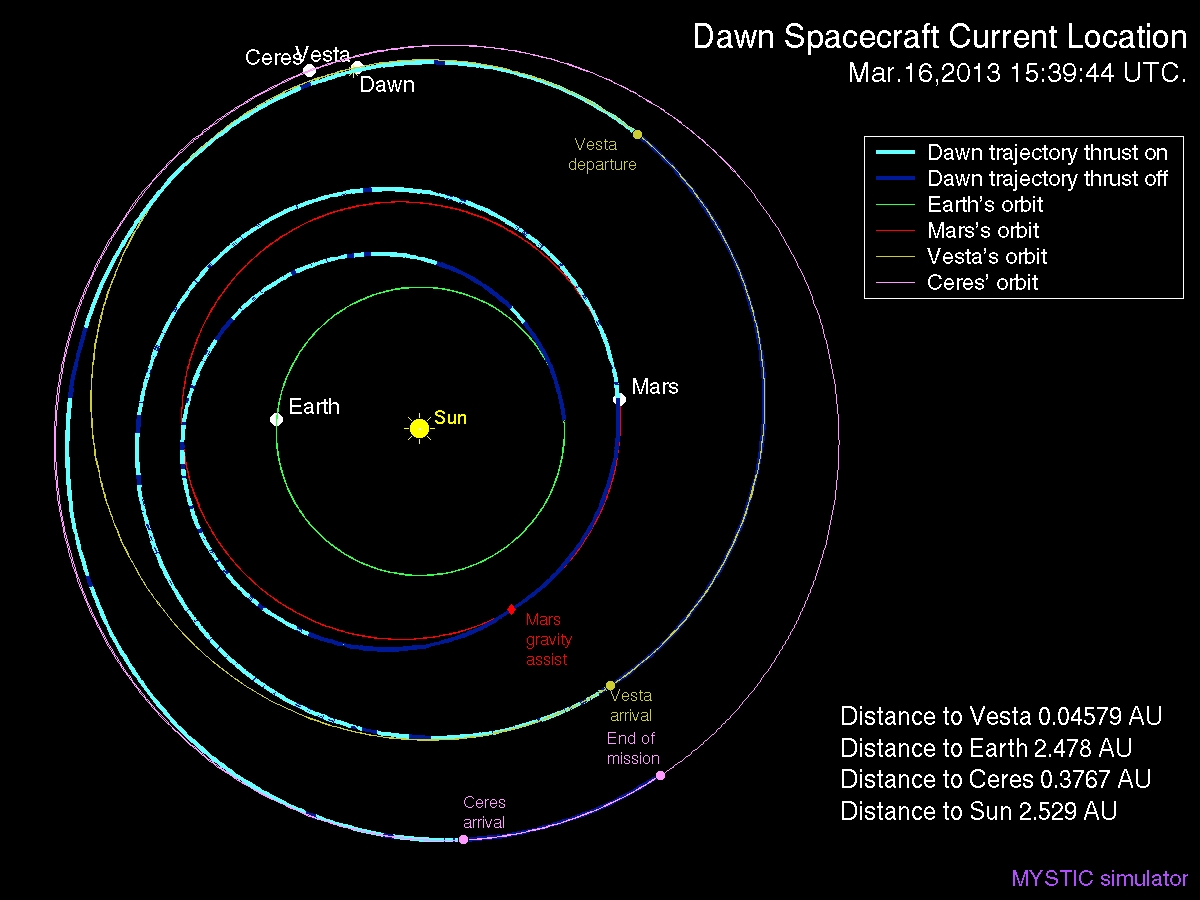 Dawn Spacecraft Current Location
Mar.16,2013 15:39:44 UTC.
Ceres
Vesta
Dawn
Vesta
departure
Dawn trajectory thrust on
Dawn trajectory thrust off
Earth's orbit
Mars's orbit
Vesta's orbit
Ceres' orbit
Mars
Earth
Sun
Mars
gravity
assist
Vesta
arrival
End of
mission
Ceres
arrival
Distance to Vesta 0.04579 AU
Distance to Earth 2.478 AU
Distance to Ceres 0.3767 AU
Distance to Sun 2.529 AU
MYSTIC simulator